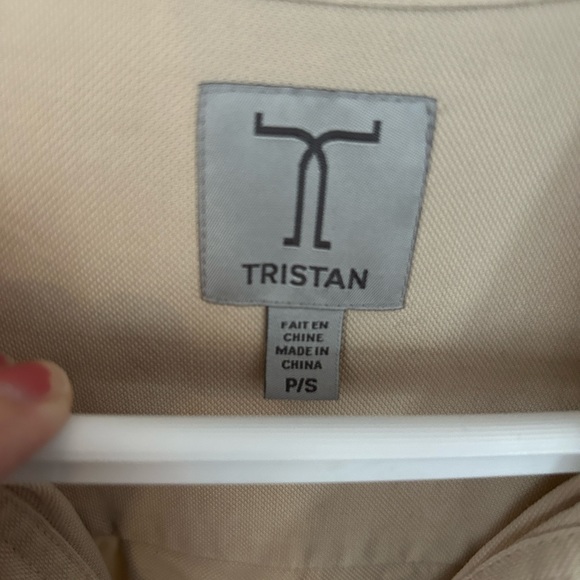 TRISTAN
FAIT EN
CHINE
MADE IN
CHINA
P/S